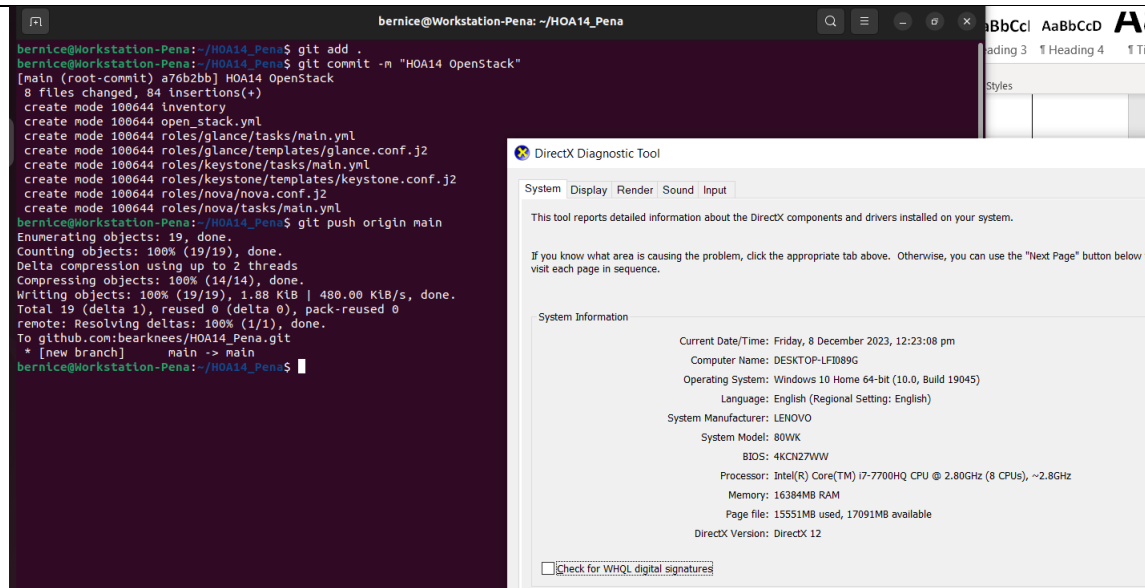 bernice@Workstation-Pena: ~/HOA14_Pena
bernice@Workstation-Pena:~/HOA14_Pena$ git add .
bernice@Workstation-Pena:~/HOA14_Pena$ git commit -m "HOA14 OpenStack"
[main (root-commit) a76b2bb] HOA14 OpenStack
8 files changed, 84 insertions(+)
create mode 100644 inventory
create mode 100644 open_stack.yml
create mode 100644 roles/glance/tasks/main.yml
create mode 100644 roles/glance/templates/glance.conf.j2
create mode 100644 roles/keystone/tasks/main.yml
create mode 100644 roles/keystone/templates/keystone.conf.j2
create mode 100644 roles/nova/nova.conf.j2
create mode 100644 roles/nova/tasks/main.yml
bernice@Workstation-Pena:~/HOA14_Pena$ git push origin main
Enumerating objects: 19, done.
Counting objects: 100% (19/19), done.
Delta compression using up to 2 threads
Compressing objects: 100% (14/14), done.
Writing objects: 100% (19/19), 1.88 KiB | 480.00 KiB/s, done.
Total 19 (delta 1), reused 0 (delta 0), pack-reused 0
remote: Resolving deltas: 100% (1/1), done.
To github.com:bearknees/HOA14_Pena.git
* [new branch]      main -> main
bernice@Workstation-Pena:~/HOA14_Pena$
aBbCcI AaBbCcD
eading 3 ¶ Heading 4 ¶ Ti
Styles
DirectX Diagnostic Tool
System Display Render Sound Input
This tool reports detailed information about the DirectX components and drivers installed on your system.
If you know what area is causing the problem, click the appropriate tab above. Otherwise, you can use the "Next Page" button below
visit each page in sequence.
System Information
Current Date/Time: Friday, 8 December 2023, 12:23:08 pm
Computer Name: DESKTOP-LFI089G
Operating System: Windows 10 Home 64-bit (10.0, Build 19045)
Language: English (Regional Setting: English)
System Manufacturer: LENOVO
System Model: 80WK
BIOS: 4KCN27WW
Processor: Intel(R) Core(TM) i7-7700HQ CPU @ 2.80GHz (8 CPUs), ~2.8GHz
Memory: 16384MB RAM
Page file: 15551MB used, 17091MB available
DirectX Version: DirectX 12
Check for WHQL digital signatures